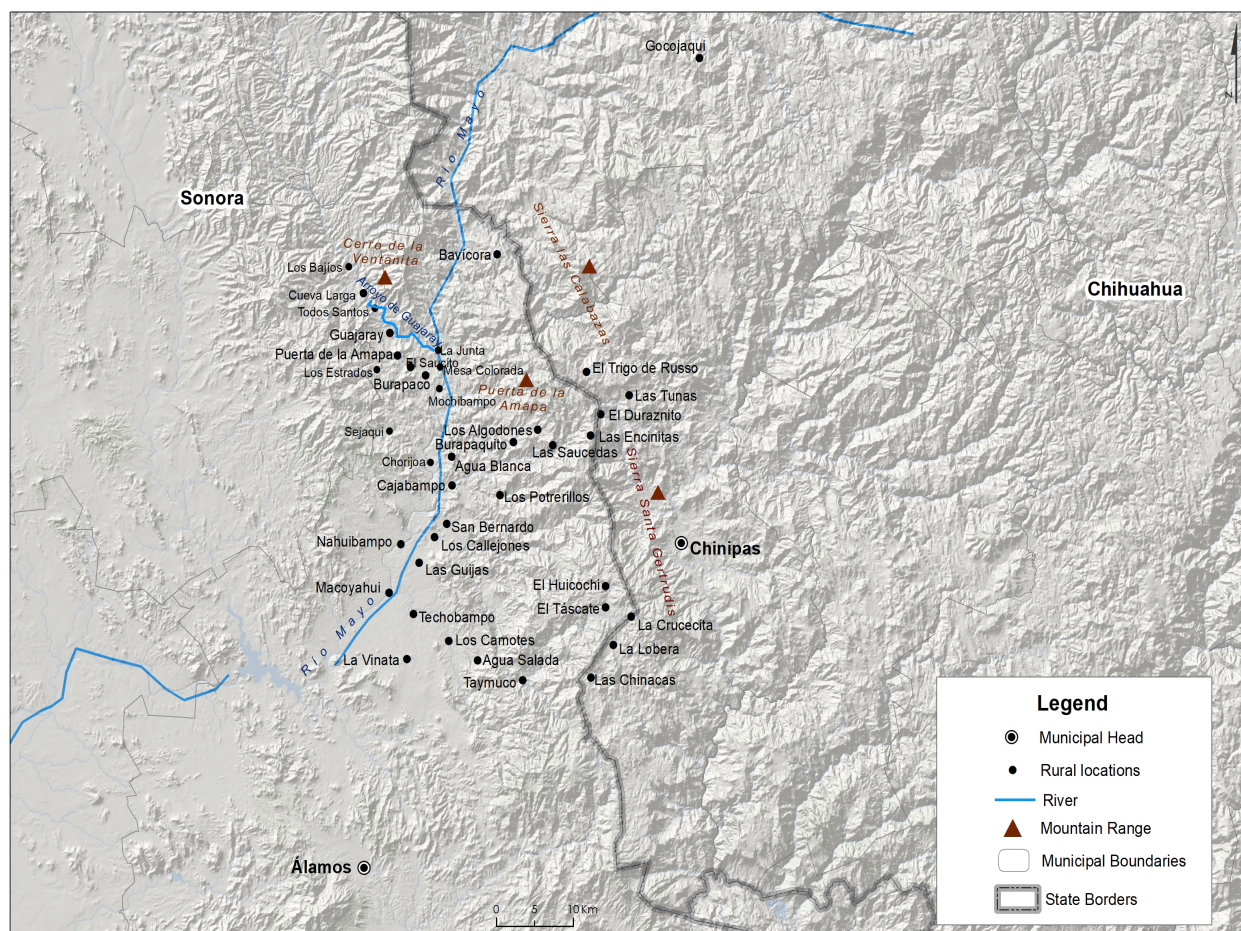 Gocojaqui
Río Mayo
Sonora
Sierra las Calabazas
Cerro de la
Ventanita
Bavícora
Los Bajios
Chihuahua
Cueva Larga
Arroyo de Guajaray
Todos Santos
Guajaray
La Junta
Puerta de la Amapa
El Saucito
Mesa Colorada
Los Estrados
Burapaco
El Trigo de Russo
Mochibampo
Puerta de la
Amapa
Las Tunas
El Duraznito
Sejaqui
Los Algodones
Burapaquito
Las Encinitas
Las Saucedas
Chorijoa
Agua Blanca
Cajabampo
Los Potrerillos
Sierra Santa Gertrudis
San Bernardo
Nahuibampo
Los Callejones
Chinipas
Las Guijas
Macoyahui
El Huicochi
El Táscate
Techobampo
La Crucecita
Río Mayo
Los Camotes
La Lobera
La Vinata
Agua Salada
Taymuco
Las Chinacas
Álamos
0 5 10 Km
N
Legend
Municipal Head
Rural locations
River
Mountain Range
Municipal Boundaries
State Borders